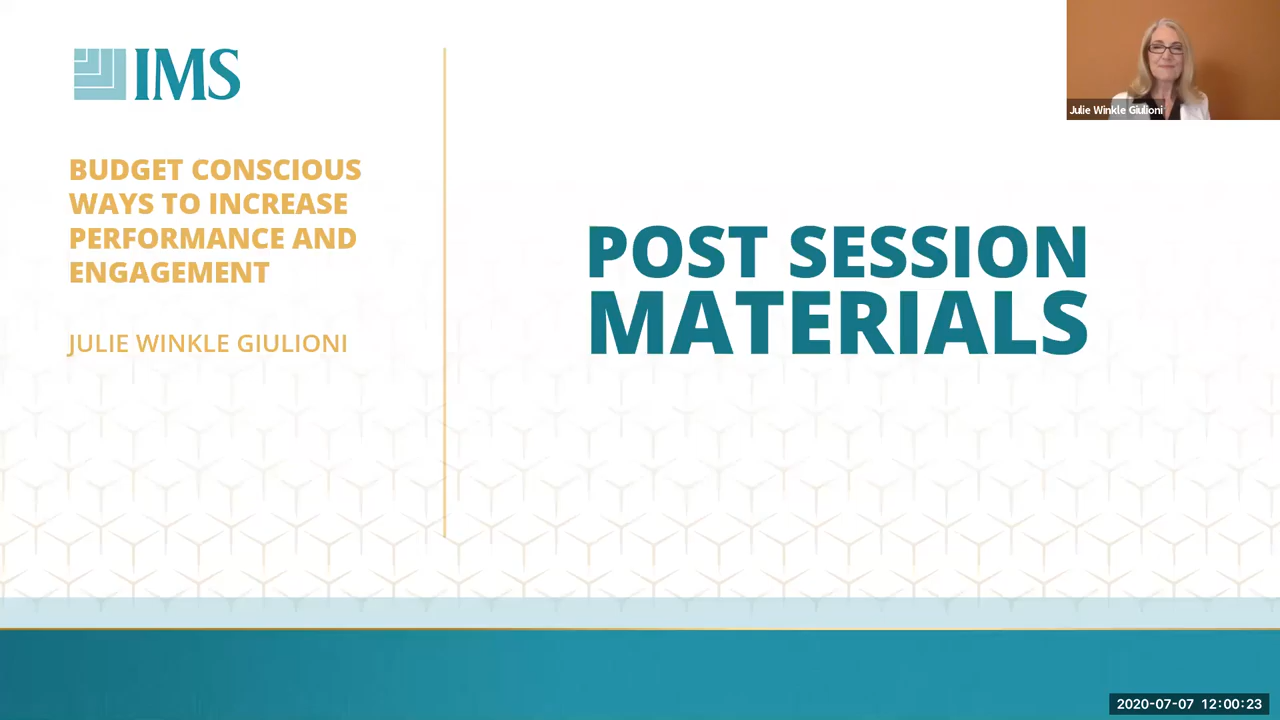 IMS
BUDGET CONSCIOUS
WAYS TO INCREASE
PERFORMANCE AND
ENGAGEMENT
JULIE WINKLE GIULIONI
POST SESSION
MATERIALS
Julie Winkle Giulioni
2020-07-07 12:00:23